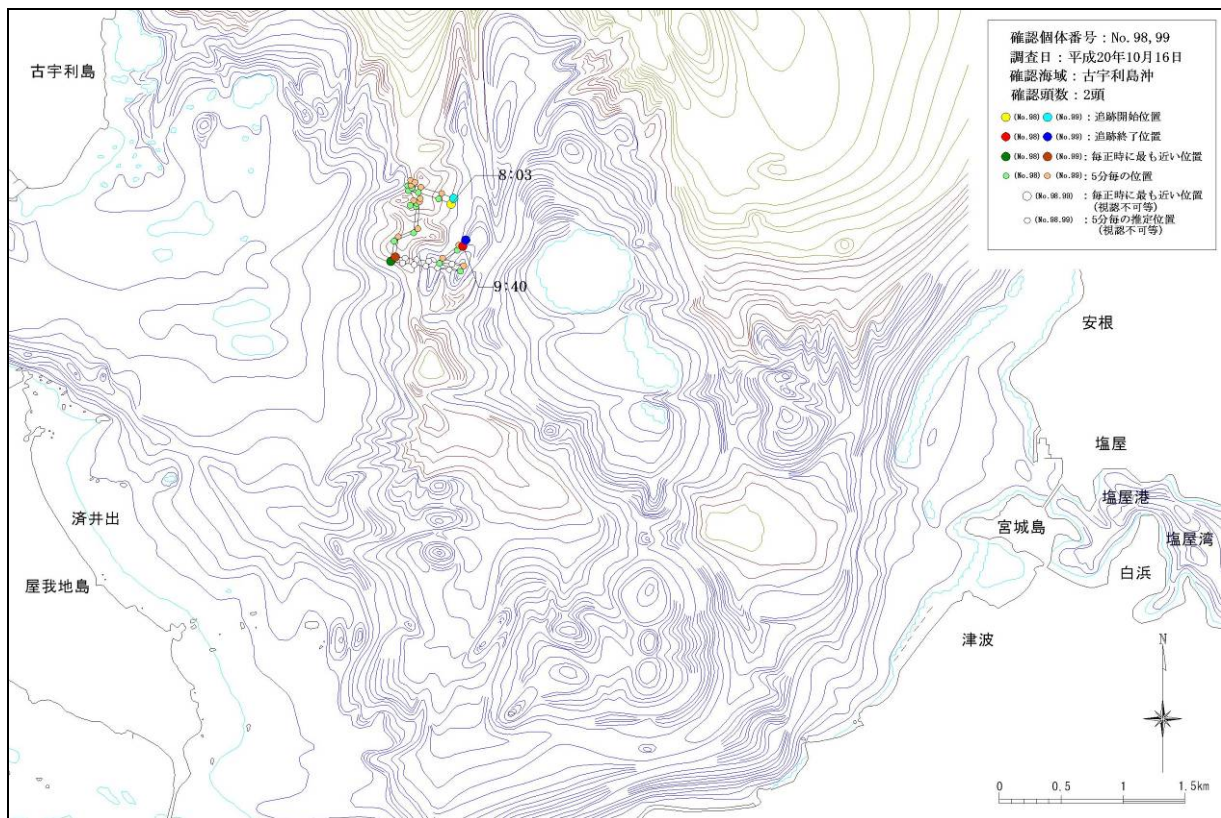 確認個体番号：No. 98, 99
調査日：平成20年10月16日
確認海域：古宇利島沖
確認頭数：2頭
(No.98) (No.99)：追跡開始位置
(No.98) (No.99)：追跡終了位置
(No.98) (No.99)：毎正時に最も近い位置
(No.98) (No.99)：5分毎の位置
(No.98.99)：毎正時に最も近い位置
(視認不可等)
(No.98.99)：5分毎の推定位置
(視認不可等)
古宇利島
8:03
9:40
安根
塩屋
塩屋港
宮城島
塩屋湾
白浜
済井出
屋我地島
津波
N
0 0.5 1 1.5km